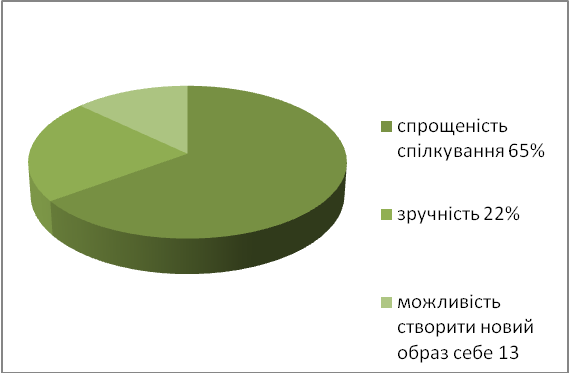 спрощеність
спілкування 65%
зручність 22%
можливість
створити новий
образ себе 13